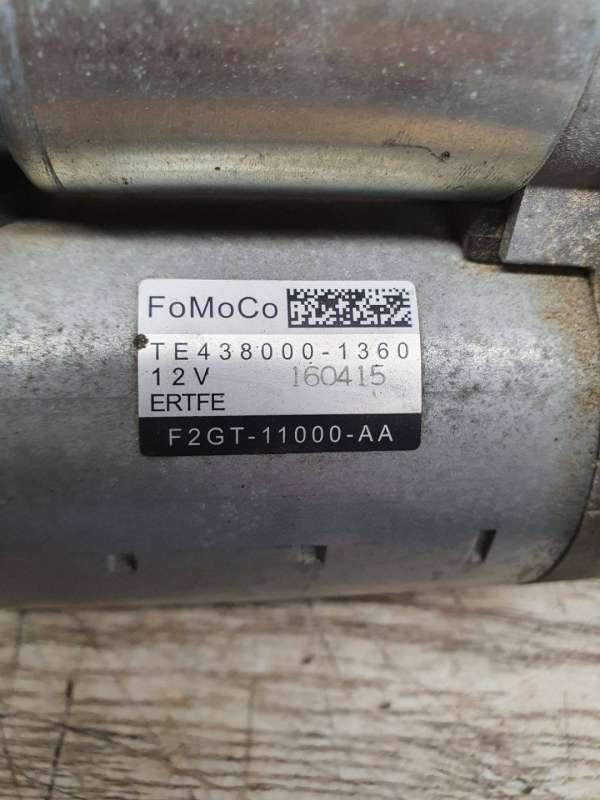 FoMoCo
TE438000-1360
12V 160415
ERTFE
F2GT-11000-AA